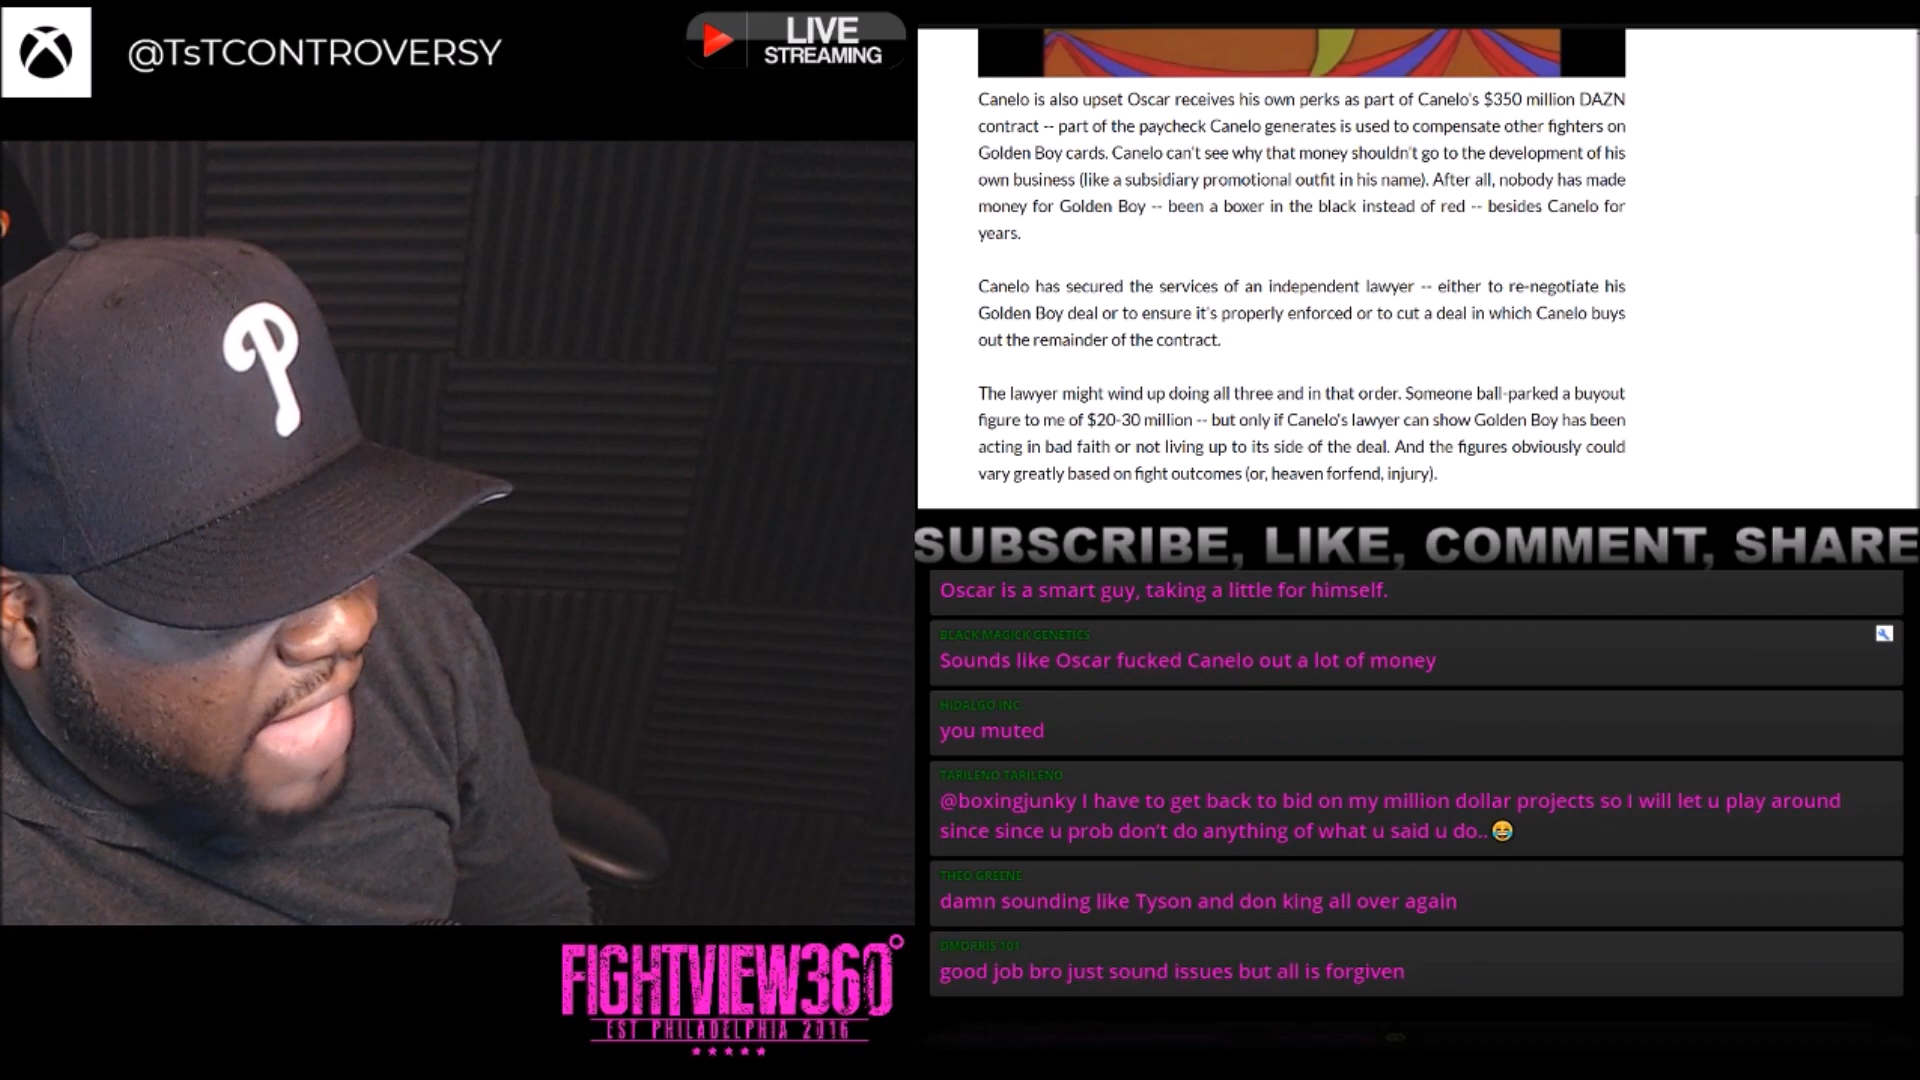 @TsTCONTROVERSY
LIVE
STREAMING
Canelo is also upset Oscar receives his own perks as part of Canelo's $350 million DAZN
contract -- part of the paycheck Canelo generates is used to compensate other fighters on
Golden Boy cards. Canelo can't see why that money shouldn't go to the development of his
own business (like a subsidiary promotional outfit in his name). After all, nobody has made
money for Golden Boy -- been a boxer in the black instead of red -- besides Canelo for
years.
Canelo has secured the services of an independent lawyer -- either to re-negotiate his
Golden Boy deal or to ensure it's properly enforced or to cut a deal in which Canelo buys
out the remainder of the contract.
The lawyer might wind up doing all three and in that order. Someone ball-parked a buyout
figure to me of $20-30 million -- but only if Canelo's lawyer can show Golden Boy has been
acting in bad faith or not living up to its side of the deal. And the figures obviously could
vary greatly based on fight outcomes (or, heaven forfend, injury).
SUBSCRIBE, LIKE, COMMENT, SHARE
Oscar is a smart guy, taking a little for himself.
BLACK MAGICK GENETICS
Sounds like Oscar fucked Canelo out a lot of money
HIDALGO INC
you muted
TARILENO TARILENO
@boxingjunky I have to get back to bid on my million dollar projects so I will let u play around
since since u prob don't do anything of what u said u do.. 😂
THEO GREENE
damn sounding like Tyson and don king all over again
DMORRIS 101
good job bro just sound issues but all is forgiven
P
FIGHTVIEW360°
EST PHILADELPHIA 2016